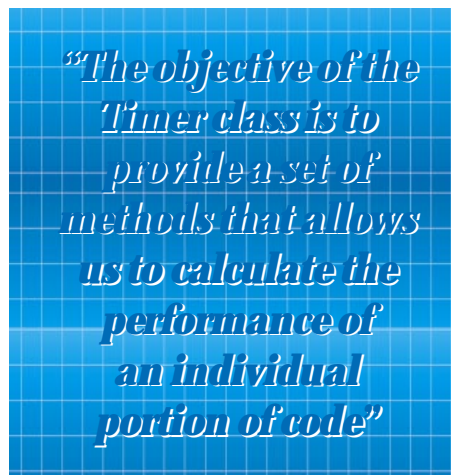 “The objective of the
Timer class is to
provide a set of
methods that allows
us to calculate the
performance of
an individual
portion of code”